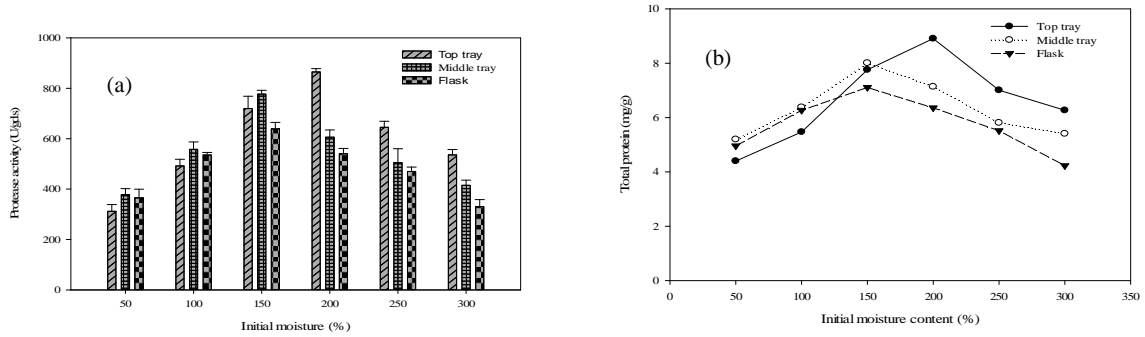 1000
800
600
400
200
0
Protease activity (U/gds)
(a)
Top tray
Middle tray
Flask
50 100 150 200 250 300
Initial moisture (%)
10
8
6
4
2
0
Total protein (mg/g)
(b)
Top tray
Middle tray
Flask
0 50 100 150 200 250 300 350
Initial moisture content (%)